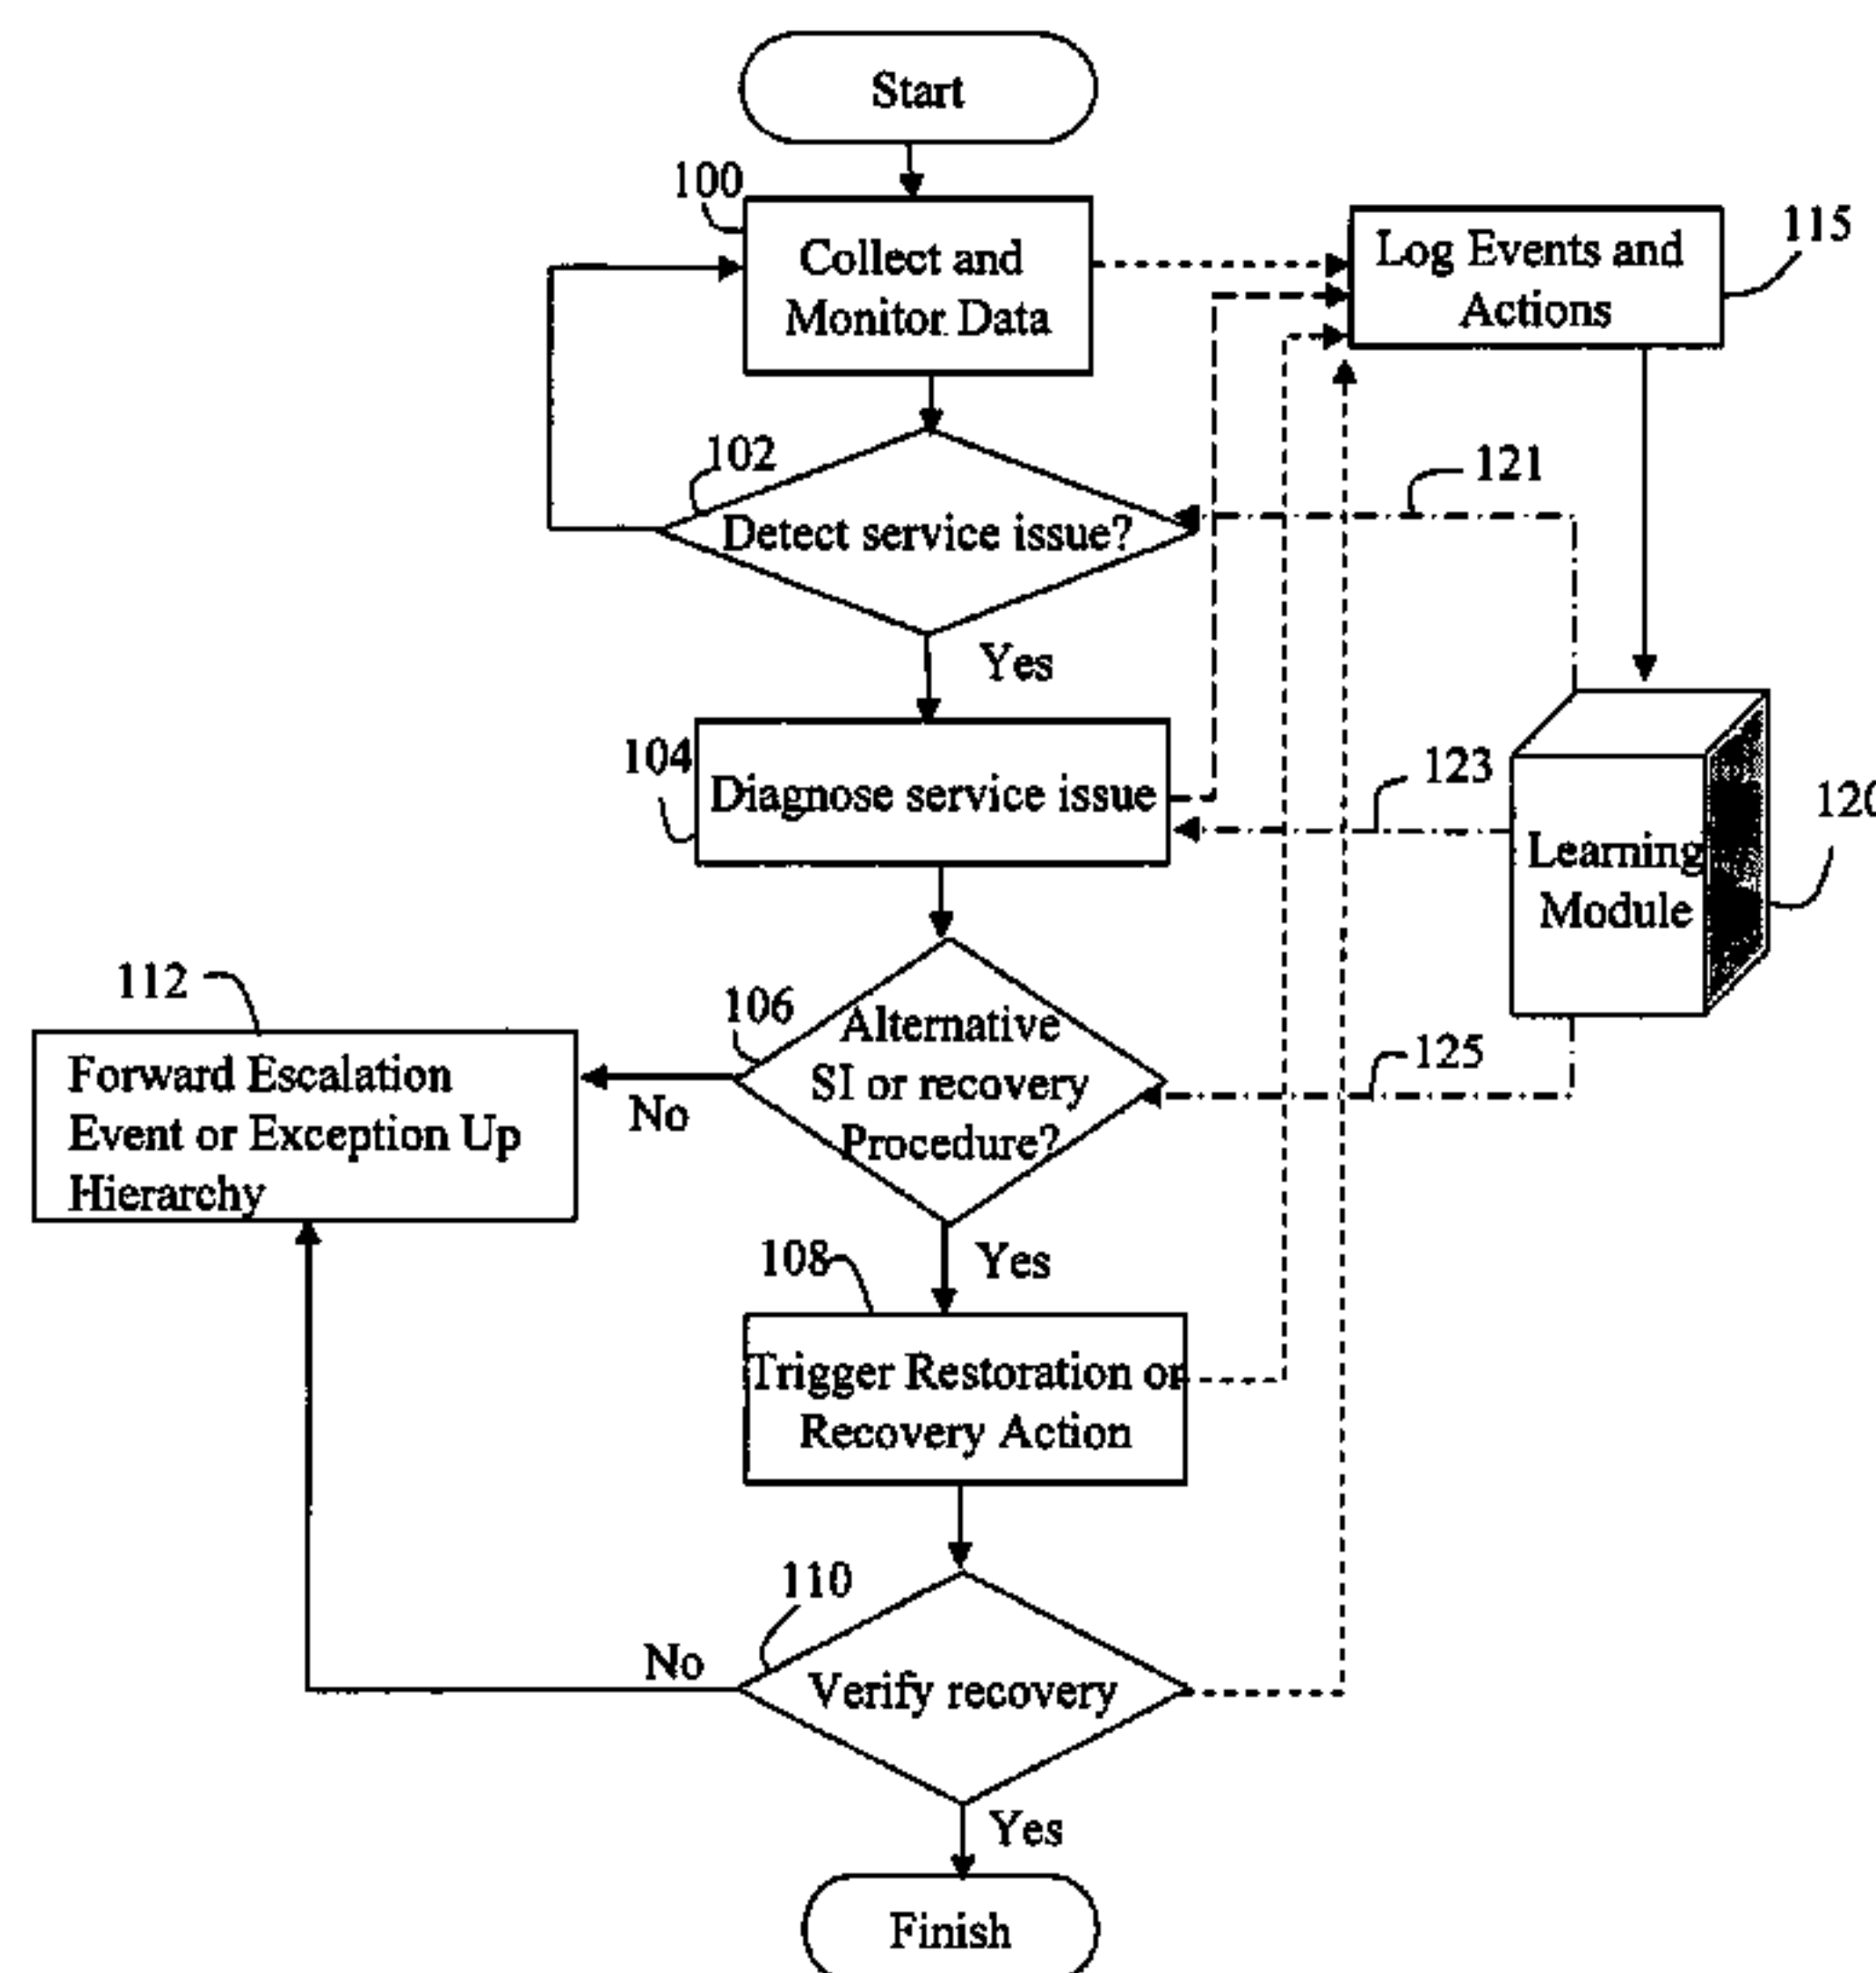 Start
100
Collect and
Monitor Data
Log Events and
Actions
115
102
Detect service issue?
121
Yes
104
Diagnose service issue
123
Learning
Module
120
112
Forward Escalation
Event or Exception Up
Hierarchy
106
Alternative
SI or recovery
Procedure?
125
No
Yes
108
Trigger Restoration or
Recovery Action
110
No
Verify recovery
Yes
Finish